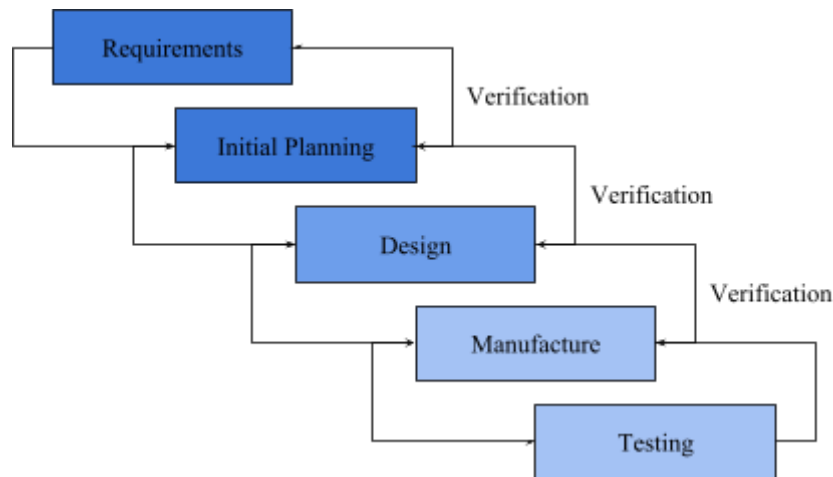 Requirements
Verification
Initial Planning
Verification
Design
Verification
Manufacture
Testing